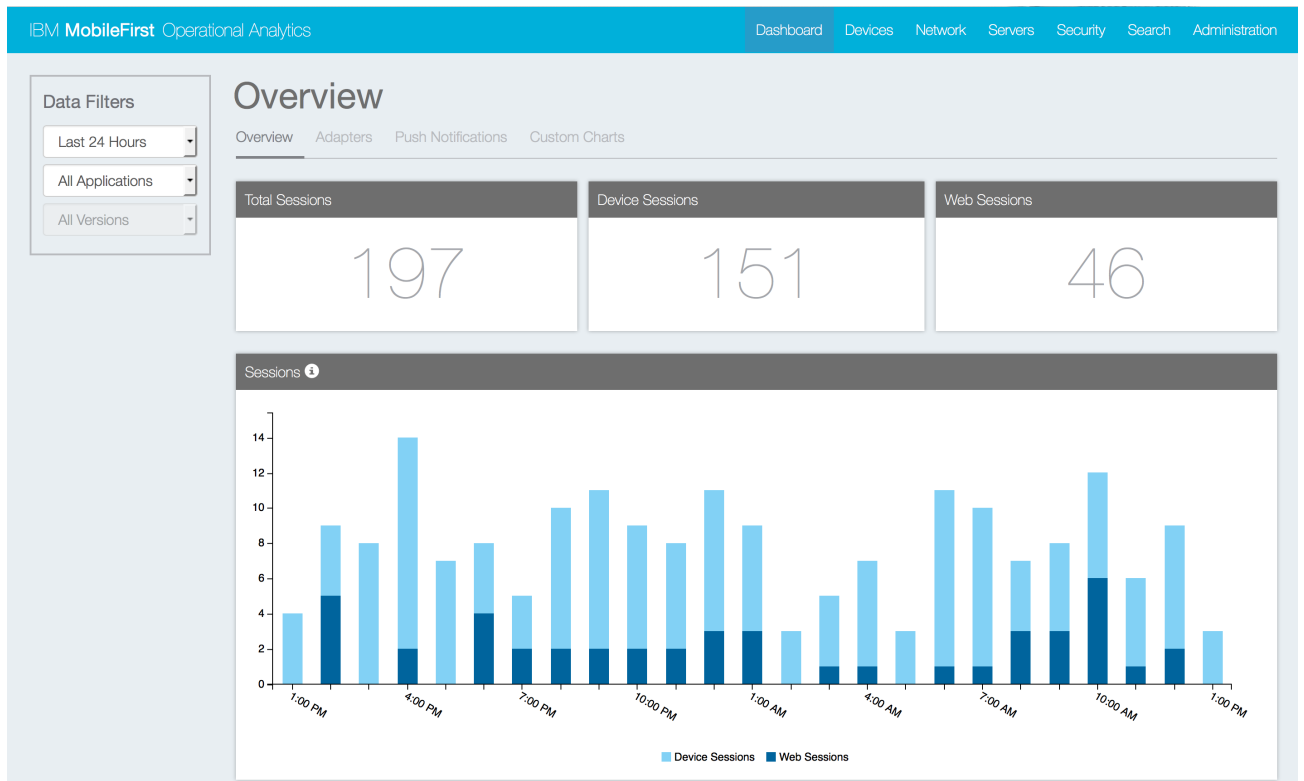 IBM MobileFirst Operational Analytics
Dashboard Devices Network Servers Security Search Administration
Data Filters
Last 24 Hours
All Applications
All Versions
Overview
Overview Adapters Push Notifications Custom Charts
Total Sessions
197
Device Sessions
151
Web Sessions
46
Sessions
14
12
10
8
6
4
2
0
1:00 PM 4:00 PM 7:00 PM 10:00 PM 1:00 AM 4:00 AM 7:00 AM 10:00 AM 1:00 PM
Device Sessions Web Sessions